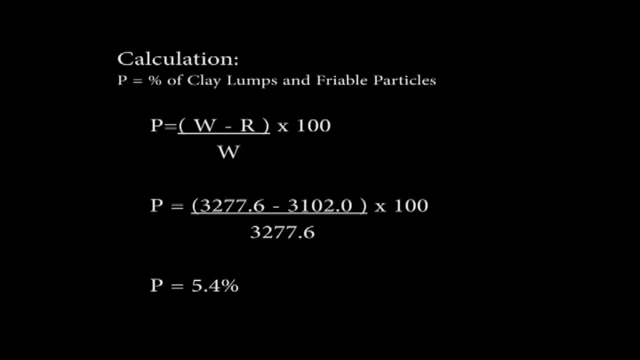 Calculation:
P = % of Clay Lumps and Friable Particles
P=( W - R ) x 100
W
P = (3277.6 - 3102.0 ) x 100
3277.6
P = 5.4%